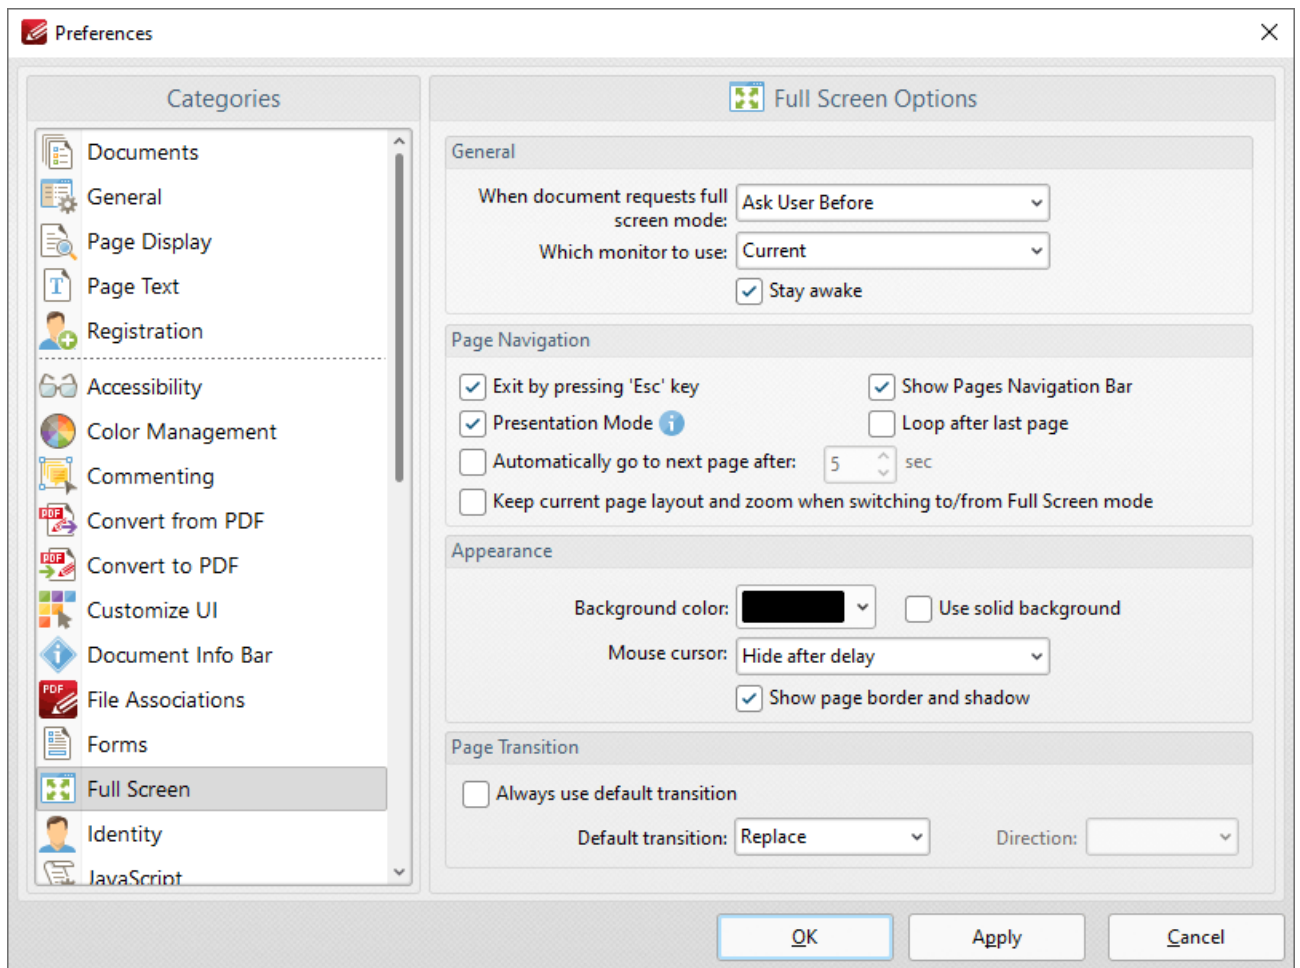 Preferences
Categories
Documents
General
Page Display
Page Text
Registration
Accessibility
Color Management
Commenting
Convert from PDF
Convert to PDF
Customize UI
Document Info Bar
File Associations
Forms
Full Screen
Identity
JavaScript
Full Screen Options
General
When document requests full
screen mode: Ask User Before
Which monitor to use: Current
Stay awake
Page Navigation
Exit by pressing 'Esc' key Show Pages Navigation Bar
Presentation Mode Loop after last page
Automatically go to next page after: 5 sec
Keep current page layout and zoom when switching to/from Full Screen mode
Appearance
Background color: Use solid background
Mouse cursor: Hide after delay
Show page border and shadow
Page Transition
Always use default transition
Default transition: Replace Direction:
OK Apply Cancel